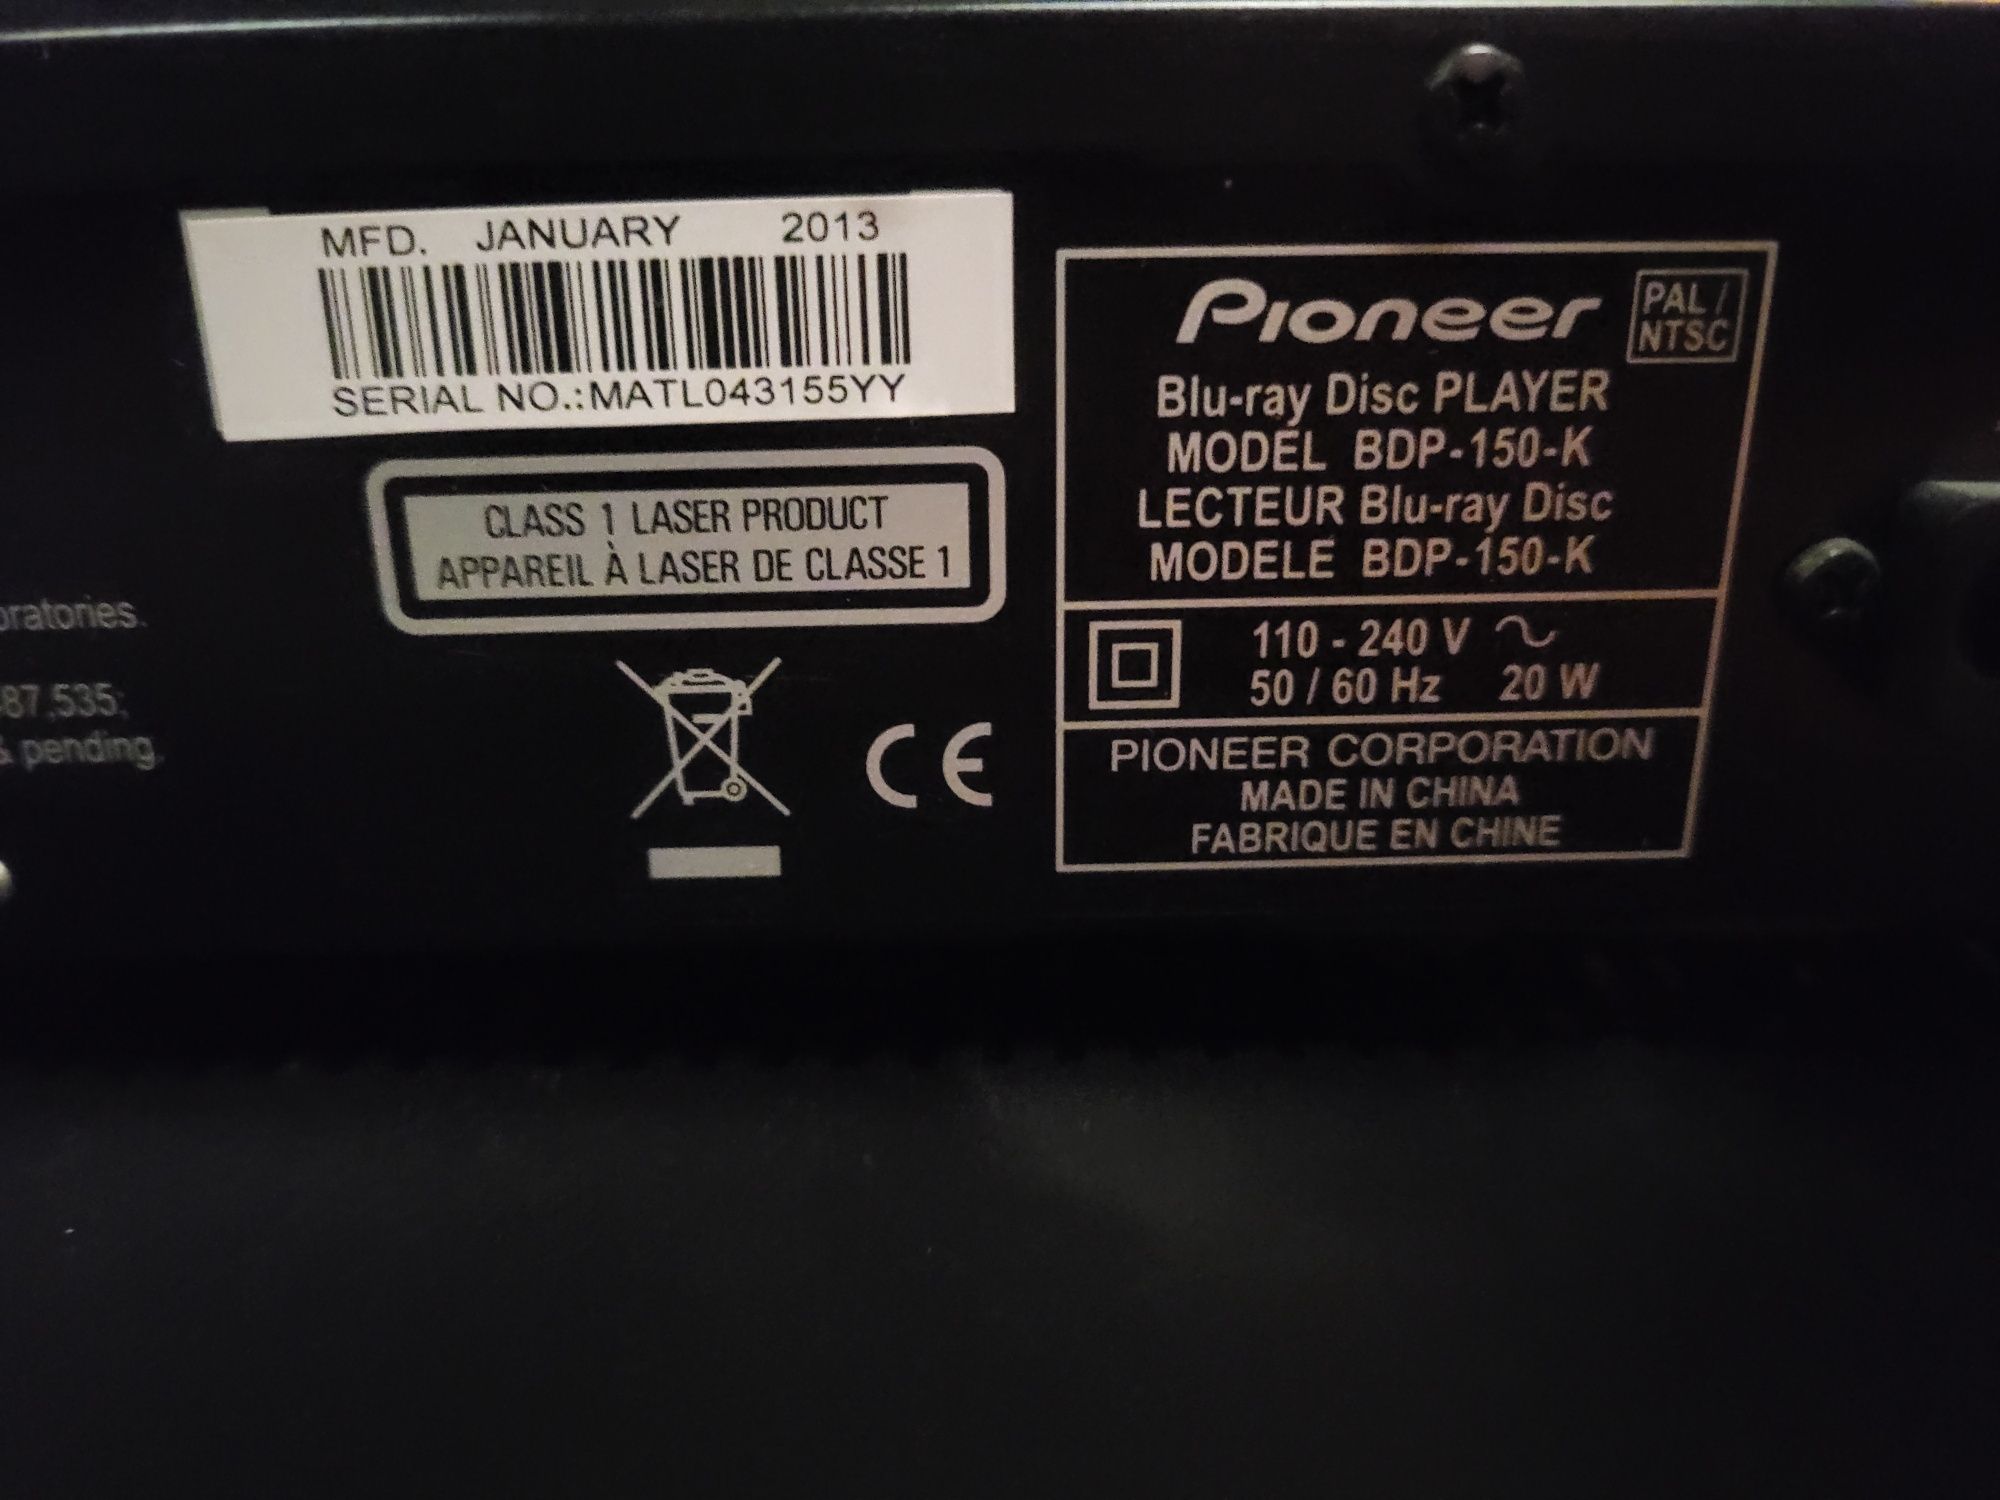 MFD. JANUARY 2013
SERIAL NO.:MATL043155YY
CLASS 1 LASER PRODUCT
APPAREIL À LASER DE CLASSE 1
oratories.
87,535;
& pending.
CE
Pioneer
PAL /
NTSC
Blu-ray Disc PLAYER
MODEL BDP-150-K
LECTEUR Blu-ray Disc
MODELE BDP-150-K
110 - 240 V ~
50 / 60 Hz 20 W
PIONEER CORPORATION
MADE IN CHINA
FABRIQUE EN CHINE